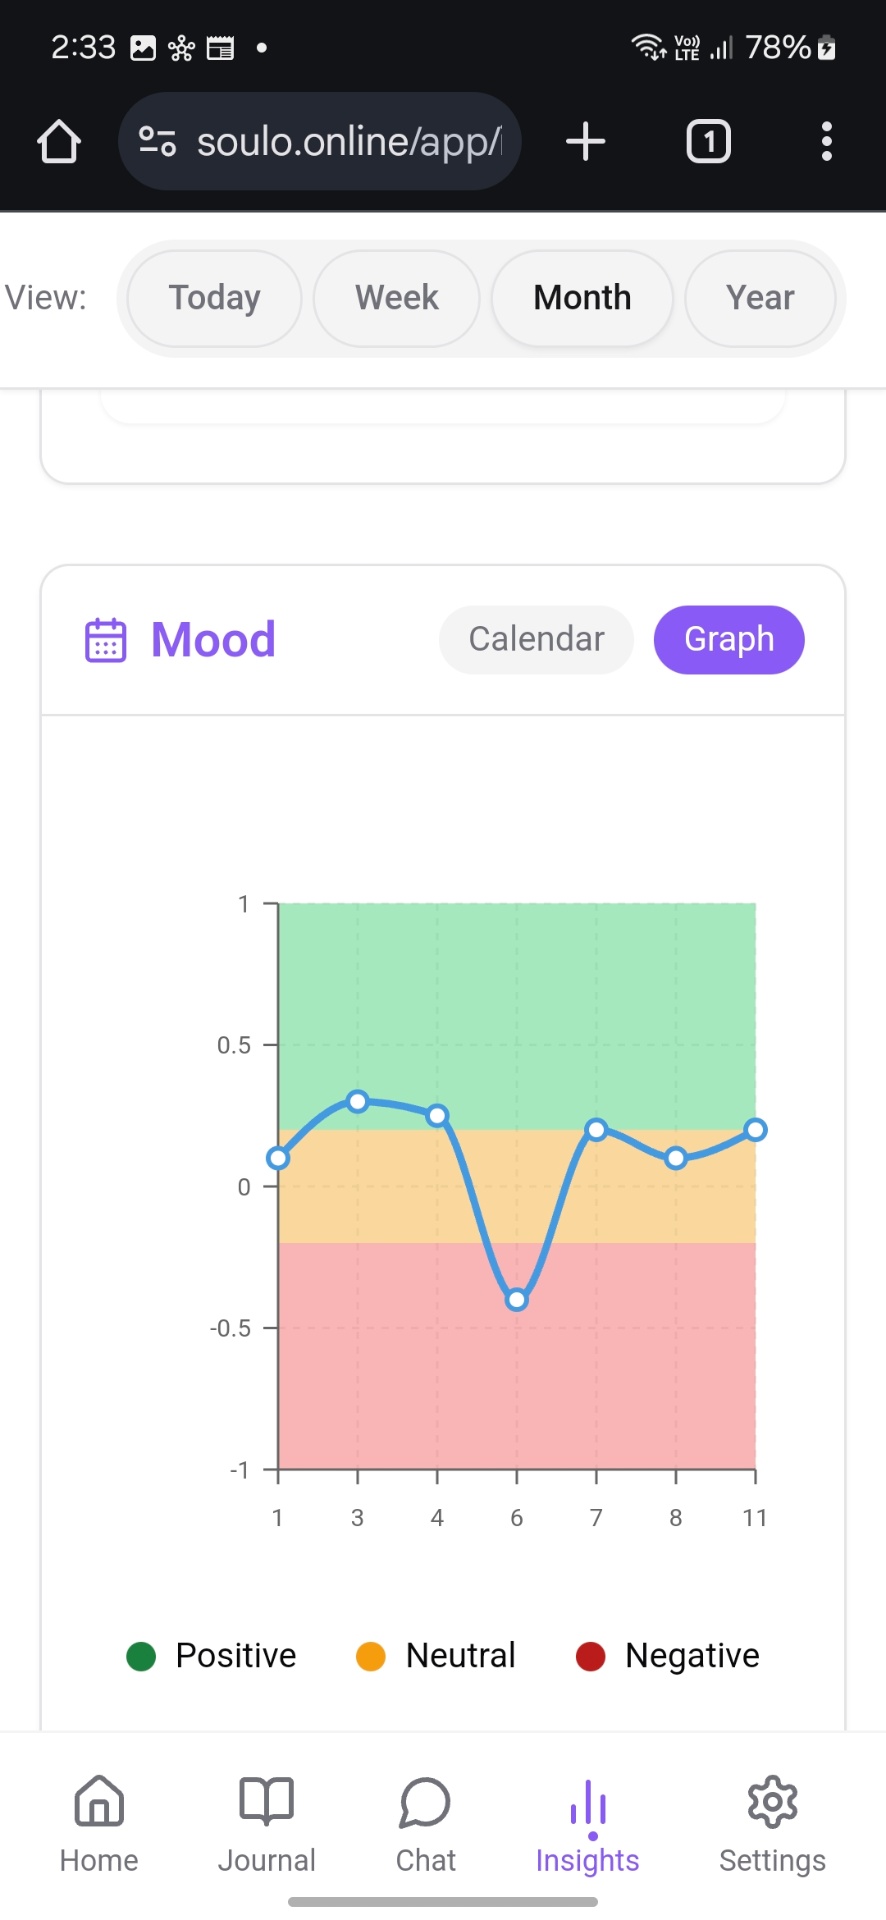 2:33 78%
Vo)) LTE
soulo.online/app/ 1
View: Today Week Month Year
Mood Calendar Graph
1
0.5
0
-0.5
-1
1 3 4 6 7 8 11
Positive Neutral Negative
Home Journal Chat Insights Settings